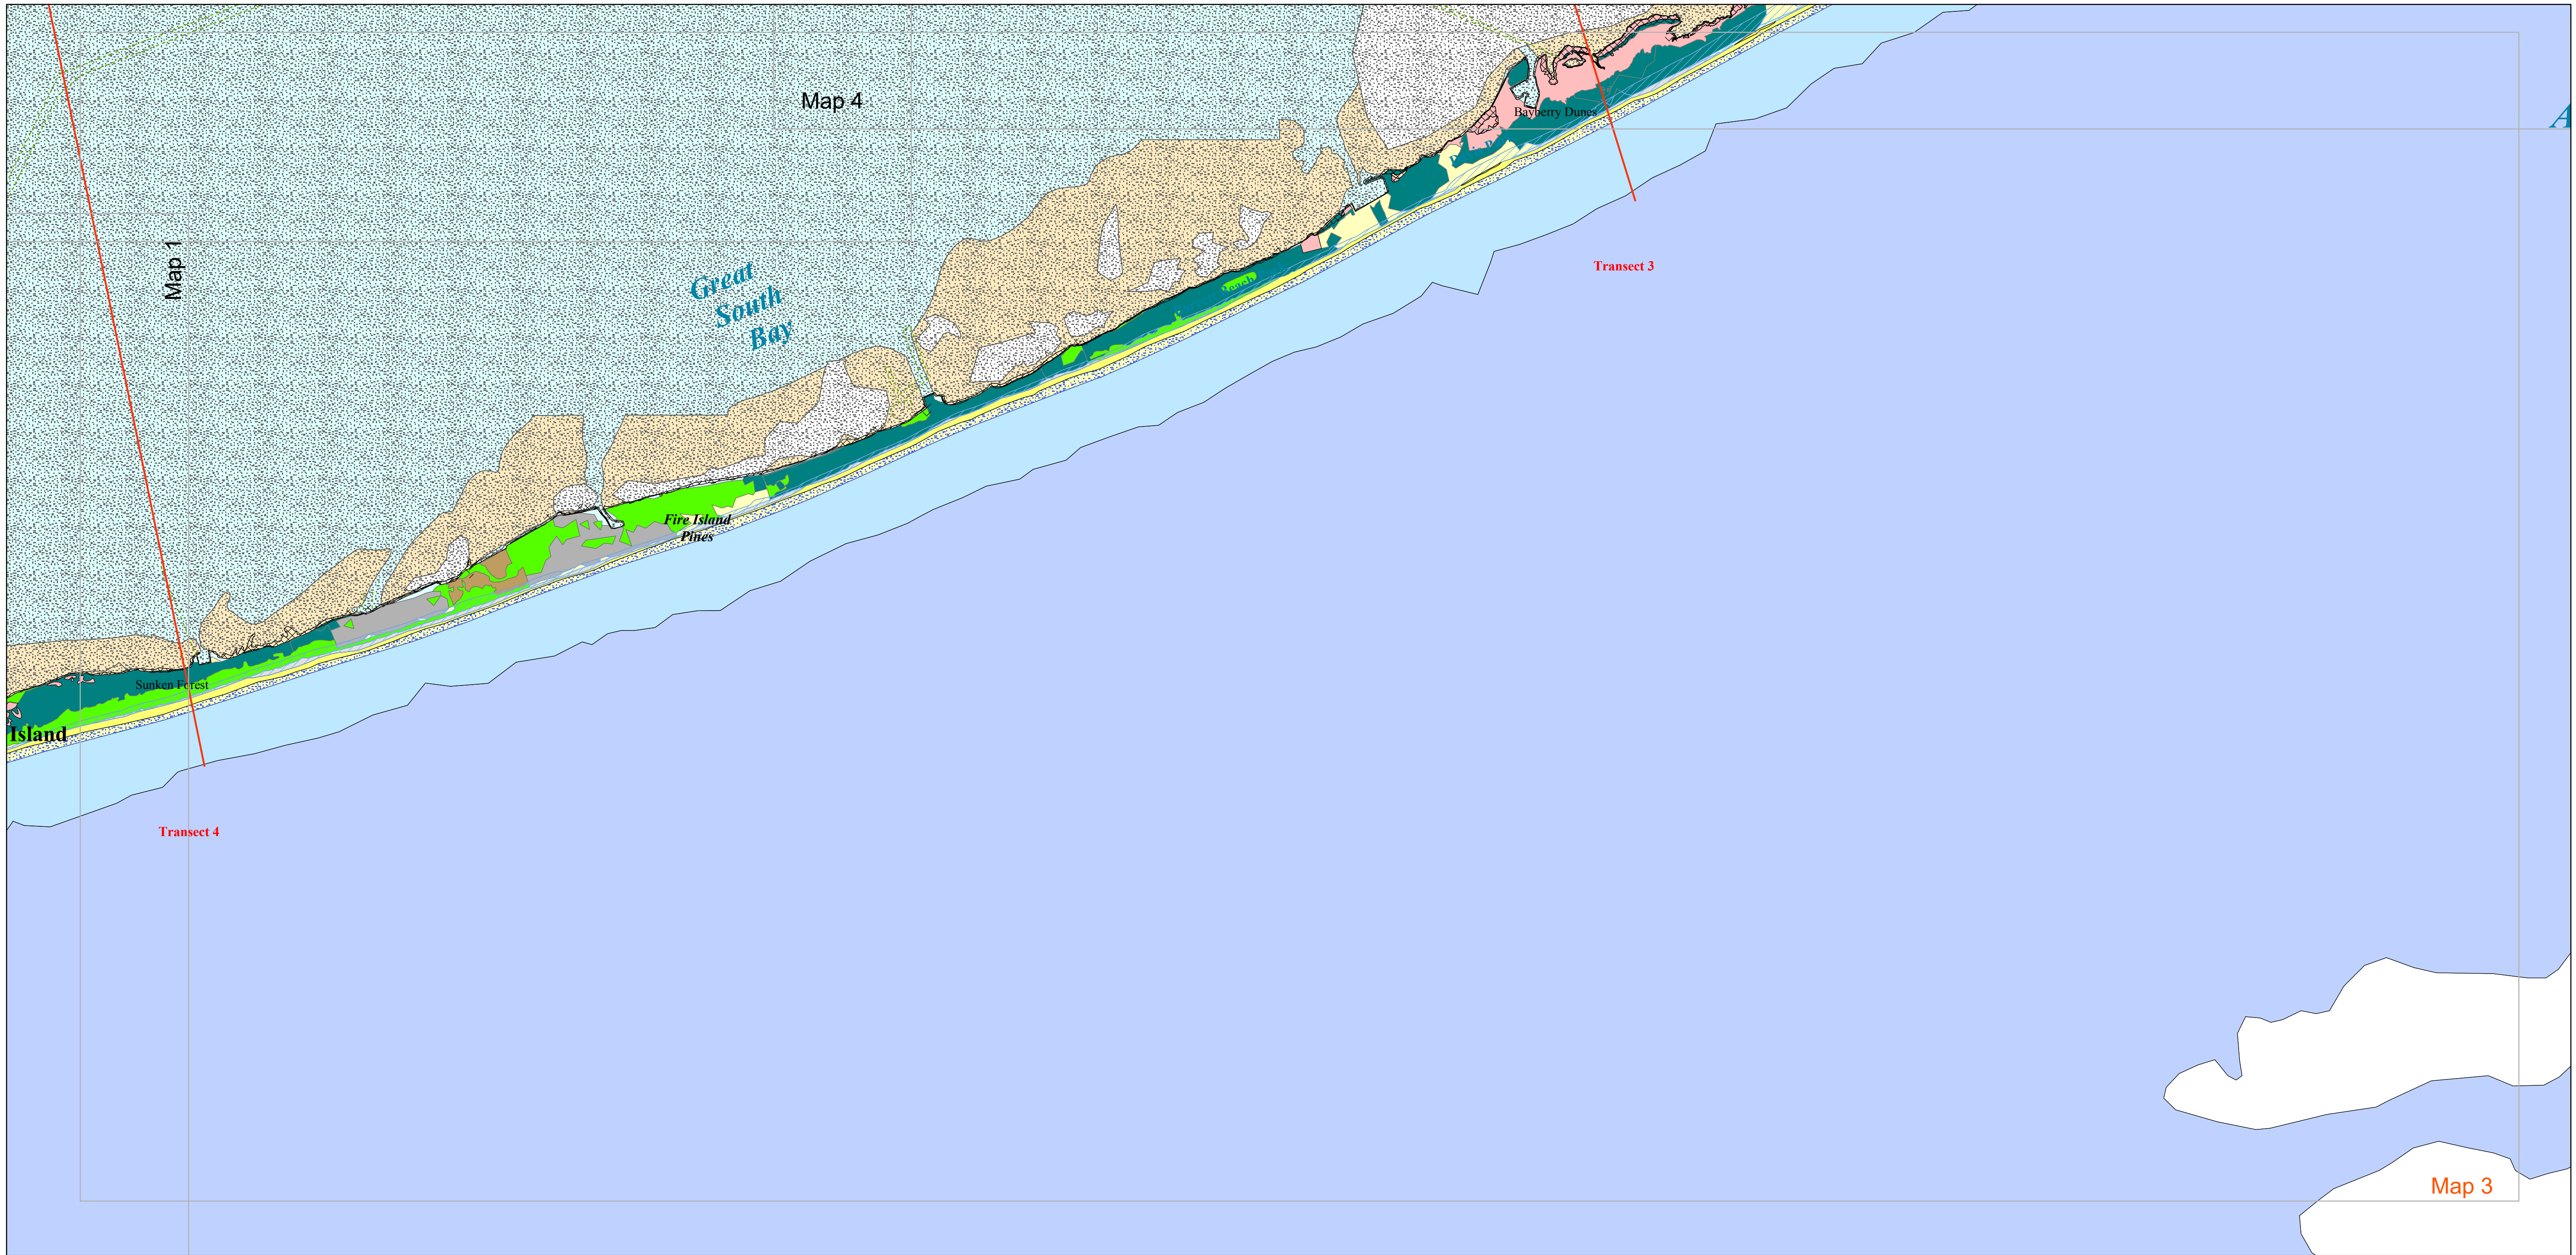 Map 4
A
Bayberry Dunes
Map 1
Transect 3
Great
South
Bay
Beach
Fire Island
Pines
Sunken Forest
Island
Transect 4
Map 3